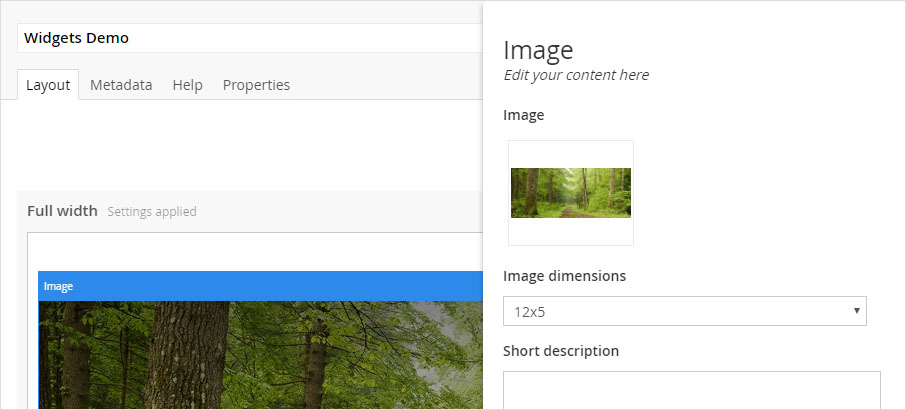 Widgets Demo
Layout Metadata Help Properties
Full width Settings applied
Image
Image
Edit your content here
Image
Image dimensions
12x5
Short description